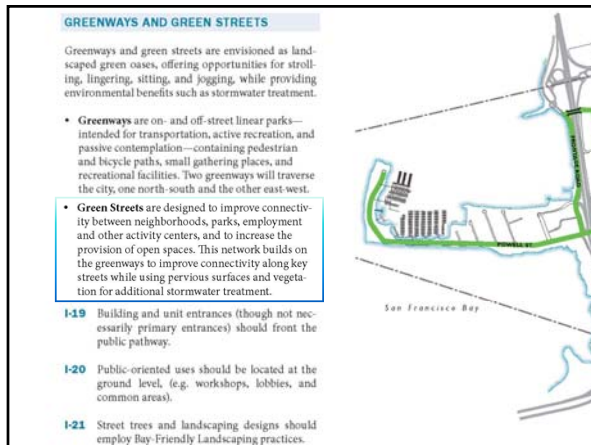 GREENWAYS AND GREEN STREETS
Greenways and green streets are envisioned as land-
scaped green oases, offering opportunities for stroll-
ing, lingering, sitting, and jogging, while providing
environmental benefits such as stormwater treatment.
• Greenways are on- and off-street linear parks—
intended for transportation, active recreation, and
passive contemplation—containing pedestrian
and bicycle paths, small gathering places, and
recreational facilities. Two greenways will traverse
the city, one north-south and the other east-west.
• Green Streets are designed to improve connectiv-
ity between neighborhoods, parks, employment
and other activity centers, and to increase the
provision of open spaces. This network builds on
the greenways to improve connectivity along key
streets while using pervious surfaces and vegeta-
tion for additional stormwater treatment.
I-19 Building and unit entrances (though not nec-
essarily primary entrances) should front the
public pathway.
I-20 Public-oriented uses should be located at the
ground level, (e.g. workshops, lobbies, and
common areas).
I-21 Street trees and landscaping designs should
employ Bay-Friendly Landscaping practices.
FRONTAGE ROAD
POWELL ST
San Francisco Bay